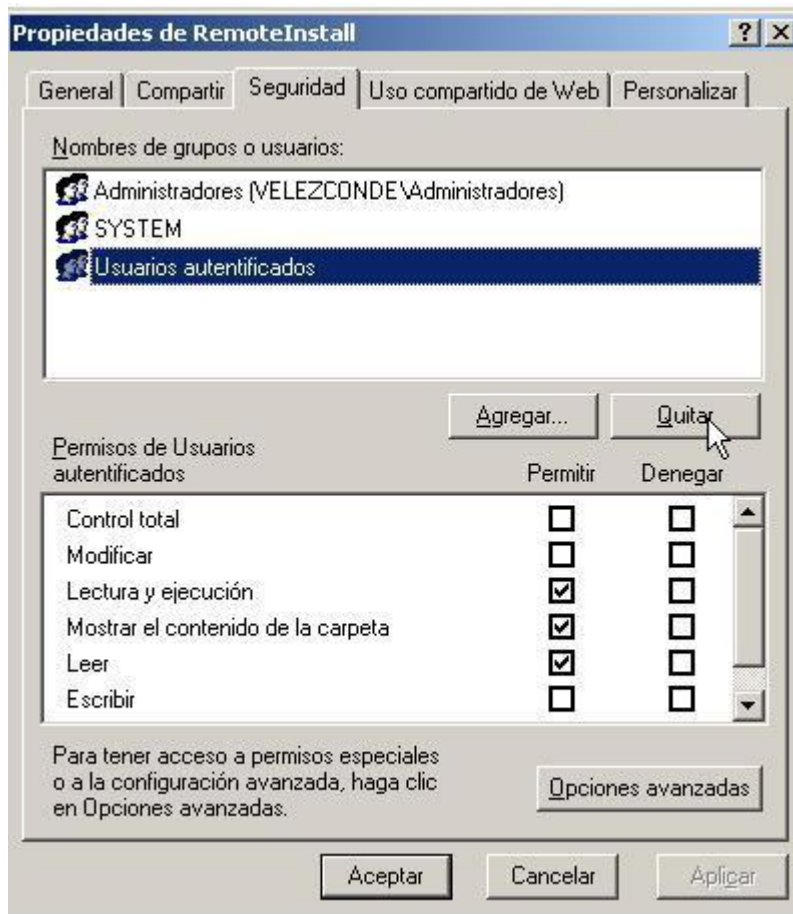 Propiedades de RemoteInstall
General Compartir Seguridad Uso compartido de Web Personalizar
Nombres de grupos o usuarios:
Administradores (VELEZCONDE\Administradores)
SYSTEM
Usuarios autentificados
Agregar... Quitar
Permisos de Usuarios
autentificados Permitir Denegar
Control total
Modificar
Lectura y ejecución
Mostrar el contenido de la carpeta
Leer
Escribir
Para tener acceso a permisos especiales
o a la configuración avanzada, haga clic
en Opciones avanzadas.
Opciones avanzadas
Aceptar Cancelar Aplicar